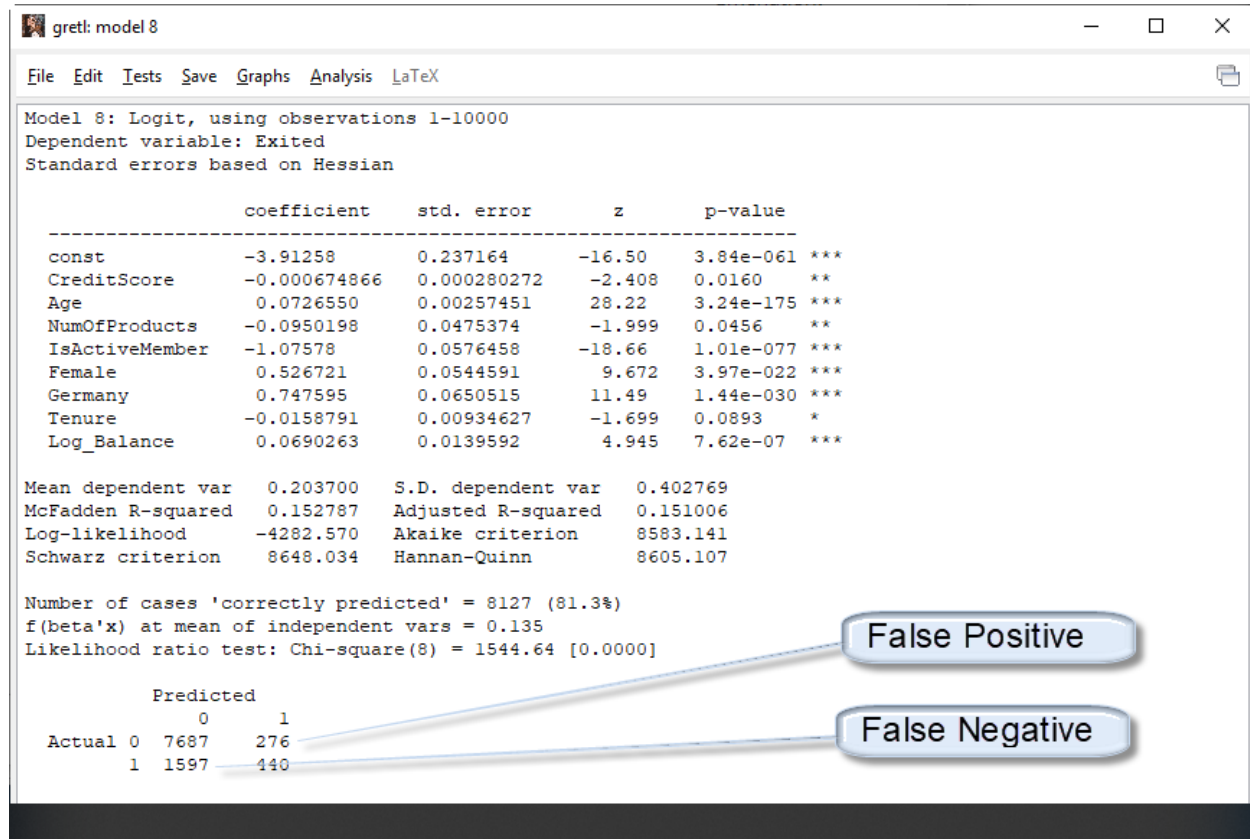 gretl: model 8
File Edit Tests Save Graphs Analysis LaTeX
Model 8: Logit, using observations 1-10000
Dependent variable: Exited
Standard errors based on Hessian
coefficient std. error z p-value
const -3.91258 0.237164 -16.50 3.84e-061 ***
CreditScore -0.000674866 0.000280272 -2.408 0.0160 **
Age 0.0726550 0.00257451 28.22 3.24e-175 ***
NumOfProducts -0.0950198 0.0475374 -1.999 0.0456 **
IsActiveMember -1.07578 0.0576458 -18.66 1.01e-077 ***
Female 0.526721 0.0544591 9.672 3.97e-022 ***
Germany 0.747595 0.0650515 11.49 1.44e-030 ***
Tenure -0.0158791 0.00934627 -1.699 0.0893 *
Log_Balance 0.0690263 0.0139592 4.945 7.62e-07 ***
Mean dependent var 0.203700 S.D. dependent var 0.402769
McFadden R-squared 0.152787 Adjusted R-squared 0.151006
Log-likelihood -4282.570 Akaike criterion 8583.141
Schwarz criterion 8648.034 Hannan-Quinn 8605.107
Number of cases 'correctly predicted' = 8127 (81.3%)
f(beta'x) at mean of independent vars = 0.135
Likelihood ratio test: Chi-square(8) = 1544.64 [0.0000]
False Positive
Predicted
0 1
Actual 0 7687 276
False Negative
1 1597 440